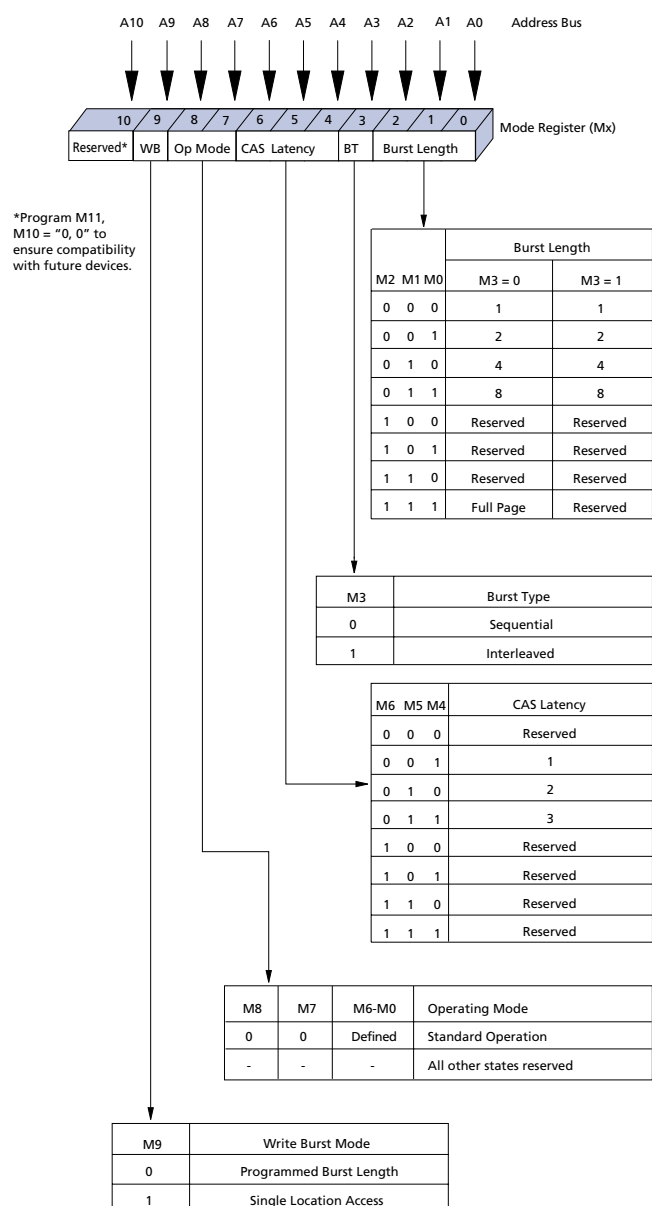 A10 A9 A8 A7 A6 A5 A4 A3 A2 A1 A0 Address Bus
10 9 8 7 6 5 4 3 2 1 0 Mode Register (Mx)
Reserved* WB Op Mode CAS Latency BT Burst Length
*Program M11,
M10 = “0, 0” to
ensure compatibility
with future devices.
Burst Length
M2 M1 M0 M3 = 0 M3 = 1
0 0 0 1 1
0 0 1 2 2
0 1 0 4 4
0 1 1 8 8
1 0 0 Reserved Reserved
1 0 1 Reserved Reserved
1 1 0 Reserved Reserved
1 1 1 Full Page Reserved
M3 Burst Type
0 Sequential
1 Interleaved
M6 M5 M4 CAS Latency
0 0 0 Reserved
0 0 1 1
0 1 0 2
0 1 1 3
1 0 0 Reserved
1 0 1 Reserved
1 1 0 Reserved
1 1 1 Reserved
M8 M7 M6-M0 Operating Mode
0 0 Defined Standard Operation
- - - All other states reserved
M9 Write Burst Mode
0 Programmed Burst Length
1 Single Location Access